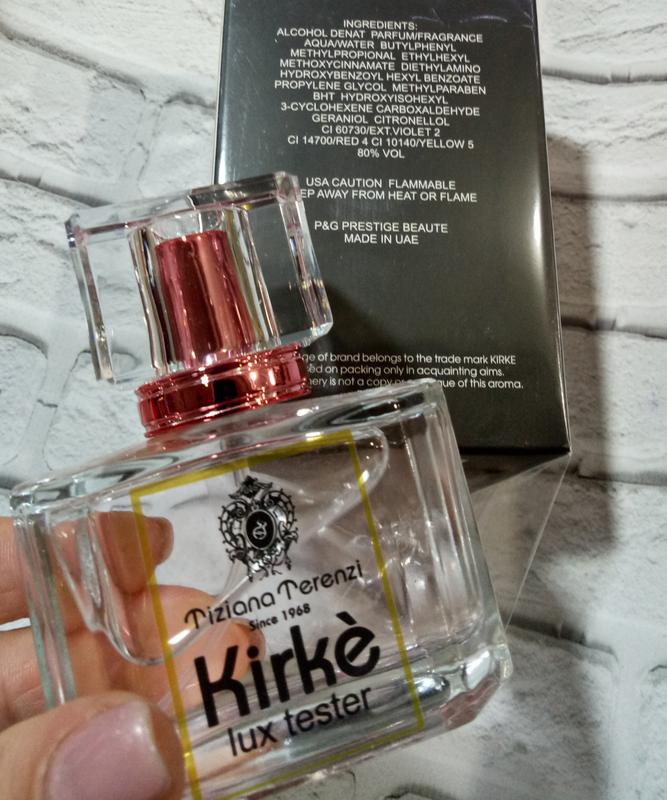 INGREDIENTS:
ALCOHOL DENAT PARFUM/FRAGRANCE
AQUA/WATER BUTYLPHENYL
METHYLPROPIONAL ETHYLHEXYL
METHOXYCINNAMATE DIETHYLAMINO
HYDROXYBENZOYL HEXYL BENZOATE
PROPYLENE GLYCOL METHYLPARABEN
BHT HYDROXYISOHEXYL
3-CYCLOHEXENE CARBOXALDEHYDE
GERANIOL CITRONELLOL
CI 60730/EXT.VIOLET 2
CI 14700/RED 4 CI 10140/YELLOW 5
80% VOL
USA CAUTION FLAMMABLE
AWAY FROM HEAT OR FLAME
P&G PRESTIGE BEAUTE
MADE IN UAE
of brand belongs to the trade mark KIRKE
on packing only in acquainting aims.
is not a copy of this aroma.
Tiziana Terenzi
Since 1968
Kirkè
lux tester